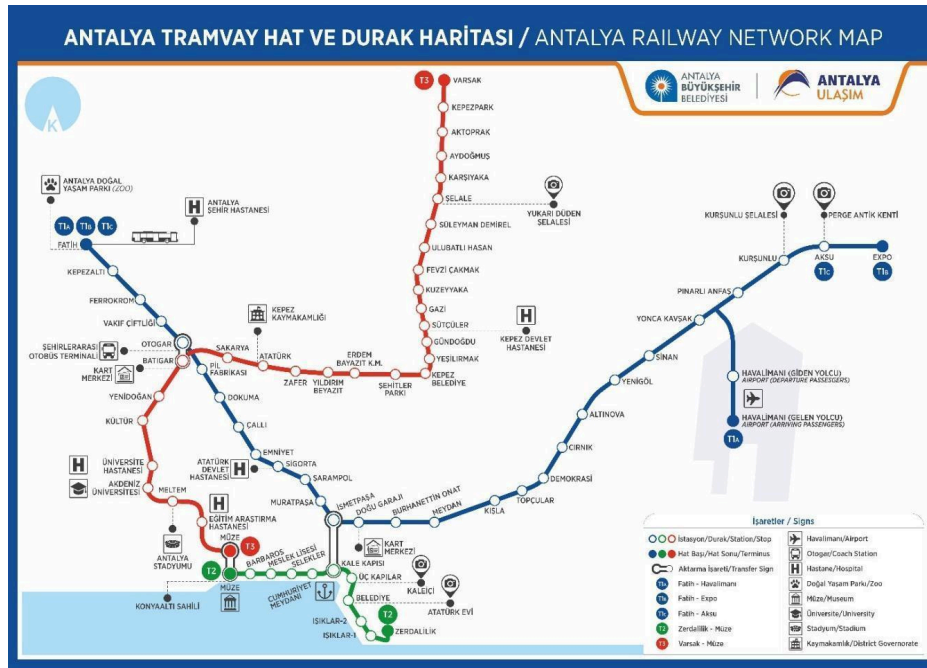 ANTALYA TRAMVAY HAT VE DURAK HARİTASI / ANTALYA RAILWAY NETWORK MAP
ANTALYA
BÜYÜKŞEHİR
BELEDİYESİ
ANTALYA
ULAŞIM
K
T3
VARSAK
KEPEZPARK
AKTOPRAK
AYDOĞMUŞ
KARŞIYAKA
ŞELALE
YUKARI DÜDEN
ŞELALESİ
SÜLEYMAN DEMİREL
ULUBATLI HASAN
FEVZİ ÇAKMAK
KUZEYYAKA
GAZİ
SÜTÇÜLER
KEPEZ DEVLET
HASTANESİ
GÜNDOĞDU
YEŞİLIRMAK
KEPEZ
BELEDİYE
ŞEHİTLER
PARKI
ERDEM
BAYAZIT K.M.
YILDIRIM
BEYAZIT
ZAFER
ATATÜRK
KEPEZ
KAYMAKAMLIĞI
SAKARYA
ANTALYA DOĞAL
YAŞAM PARKI (ZOO)
H
ANTALYA
ŞEHİR HASTANESİ
T1A
T1B
T1C
FATİH
KEPEZALTI
FERROKROM
VAKIF ÇİFTLİĞİ
OTOGAR
ŞEHİRLERARASI
OTOBÜS TERMİNALİ
BATIGAR
KART
MERKEZİ
PİL
FABRİKASI
DOKUMA
ÇALLI
EMNİYET
SİGORTA
ATATÜRK
DEVLET
HASTANESİ
H
SARAMPOL
MURATPAŞA
İSMETPAŞA
DOĞU GARAJI
BURHANETTİN ONAT
MEYDAN
KIŞLA
TOPÇULAR
DEMOKRASİ
CIRNIK
ALTINOVA
YENİGÖL
SİNAN
YONCA KAVŞAK
PINARLI ANFAŞ
KURŞUNLU
KURŞUNLU ŞELALESİ
PERGE ANTİK KENTİ
AKSU
T1C
EXPO
T1B
HAVALİMANI (GİDEN YOLCU)
AIRPORT (DEPARTURE PASSENGERS)
HAVALİMANI (GELEN YOLCU)
AIRPORT (ARRIVING PASSENGERS)
T1A
YENİDOĞAN
KÜLTÜR
H
ÜNİVERSİTE
HASTANESİ
AKDENİZ
ÜNİVERSİTESİ
MELTEM
ANTALYA
STADYUMU
H
EĞİTİM ARAŞTIRMA
HASTANESİ
MÜZE
T3
T2
MÜZE
KONYAALTI SAHİLİ
BARBAROS
MESLEK LİSESİ
SELEKLER
CUMHURİYET
MEYDANI
KALE KAPISI
KART
MERKEZİ
ÜÇ KAPILAR
KALEİÇİ
BELEDİYE
ATATÜRK EVİ
IŞIKLAR-2
IŞIKLAR-1
T2
ZERDALİLİK
İşaretler / Signs
İstasyon/Durak/Station/Stop
Hat Başı/Hat Sonu/Terminus
Aktarma İşareti/Transfer Sign
T1A Fatih - Havalimanı
T1B Fatih - Expo
T1C Fatih - Aksu
T2 Zerdalilik - Müze
Varsak - Müze
Havalimanı/Airport
Otogar/Coach Station
H Hastane/Hospital
Doğal Yaşam Parkı/Zoo
Müze/Museum
Üniversite/University
Stadyum/Stadium
Kaymakamlık/District Governorate